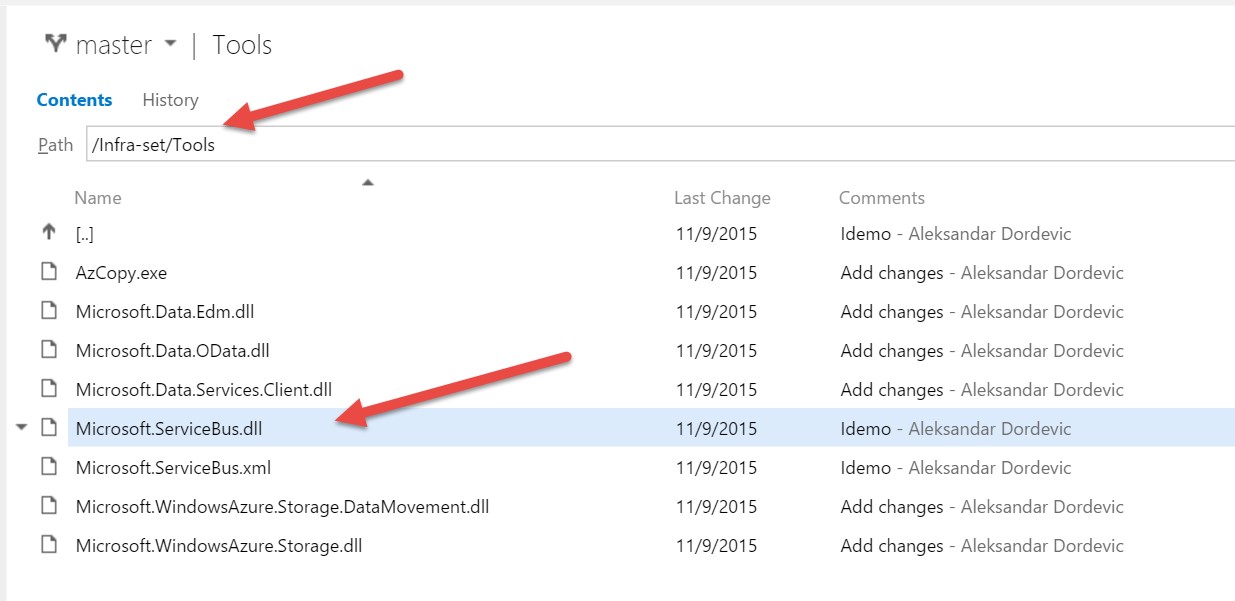 master | Tools
Contents History
Path /Infra-set/Tools
Name Last Change Comments
[..] 11/9/2015 Idemo - Aleksandar Dordevic
AzCopy.exe 11/9/2015 Add changes - Aleksandar Dordevic
Microsoft.Data.Edm.dll 11/9/2015 Add changes - Aleksandar Dordevic
Microsoft.Data.OData.dll 11/9/2015 Add changes - Aleksandar Dordevic
Microsoft.Data.Services.Client.dll 11/9/2015 Add changes - Aleksandar Dordevic
Microsoft.ServiceBus.dll 11/9/2015 Idemo - Aleksandar Dordevic
Microsoft.ServiceBus.xml 11/9/2015 Idemo - Aleksandar Dordevic
Microsoft.WindowsAzure.Storage.DataMovement.dll 11/9/2015 Add changes - Aleksandar Dordevic
Microsoft.WindowsAzure.Storage.dll 11/9/2015 Add changes - Aleksandar Dordevic